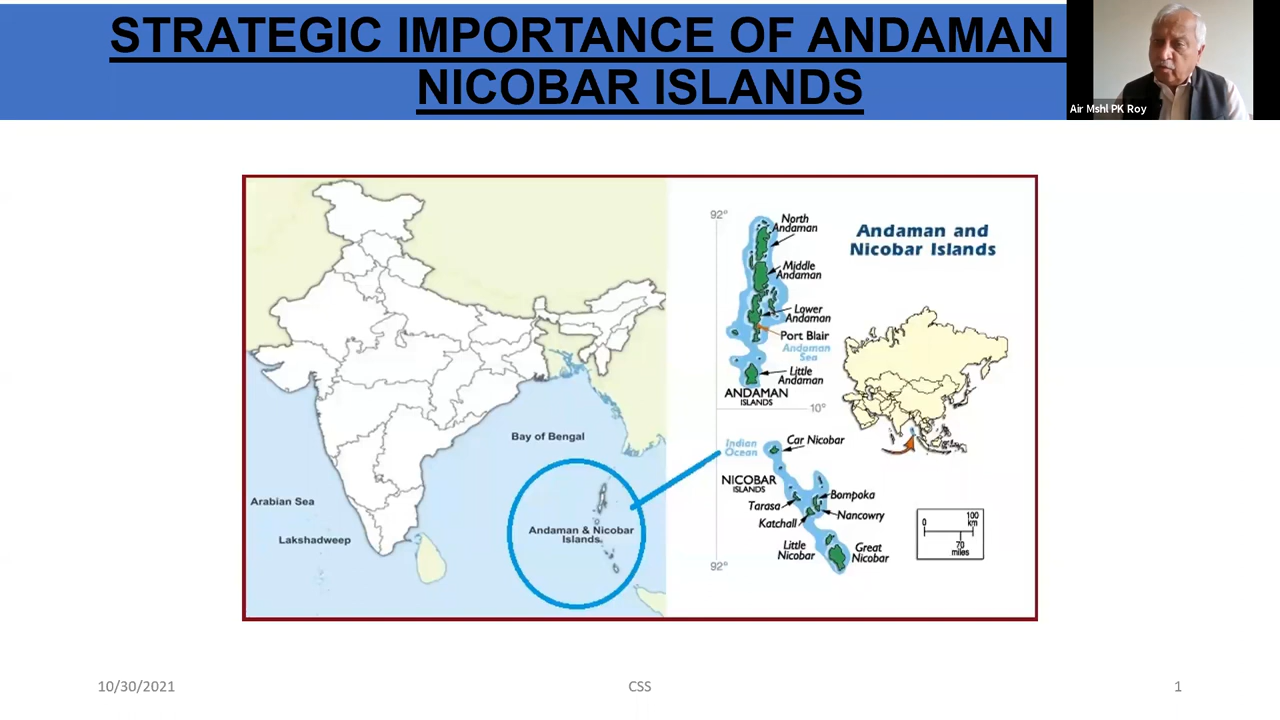 STRATEGIC IMPORTANCE OF ANDAMAN
NICOBAR ISLANDS
Air Mshl PK Roy
Bay of Bengal
Arabian Sea
Lakshadweep
Andaman & Nicobar
Islands
Andaman and
Nicobar Islands
92°
North
Andaman
Middle
Andaman
Lower
Andaman
Port Blair
Andaman
Sea
Little
Andaman
ANDAMAN
ISLANDS
10°
Indian
Ocean
Car Nicobar
NICOBAR
ISLANDS
Bompoka
Tarasa
Nancowry
Katchall
Little
Nicobar
Great
Nicobar
92°
0
100
km
70
miles
10/30/2021
CSS
1